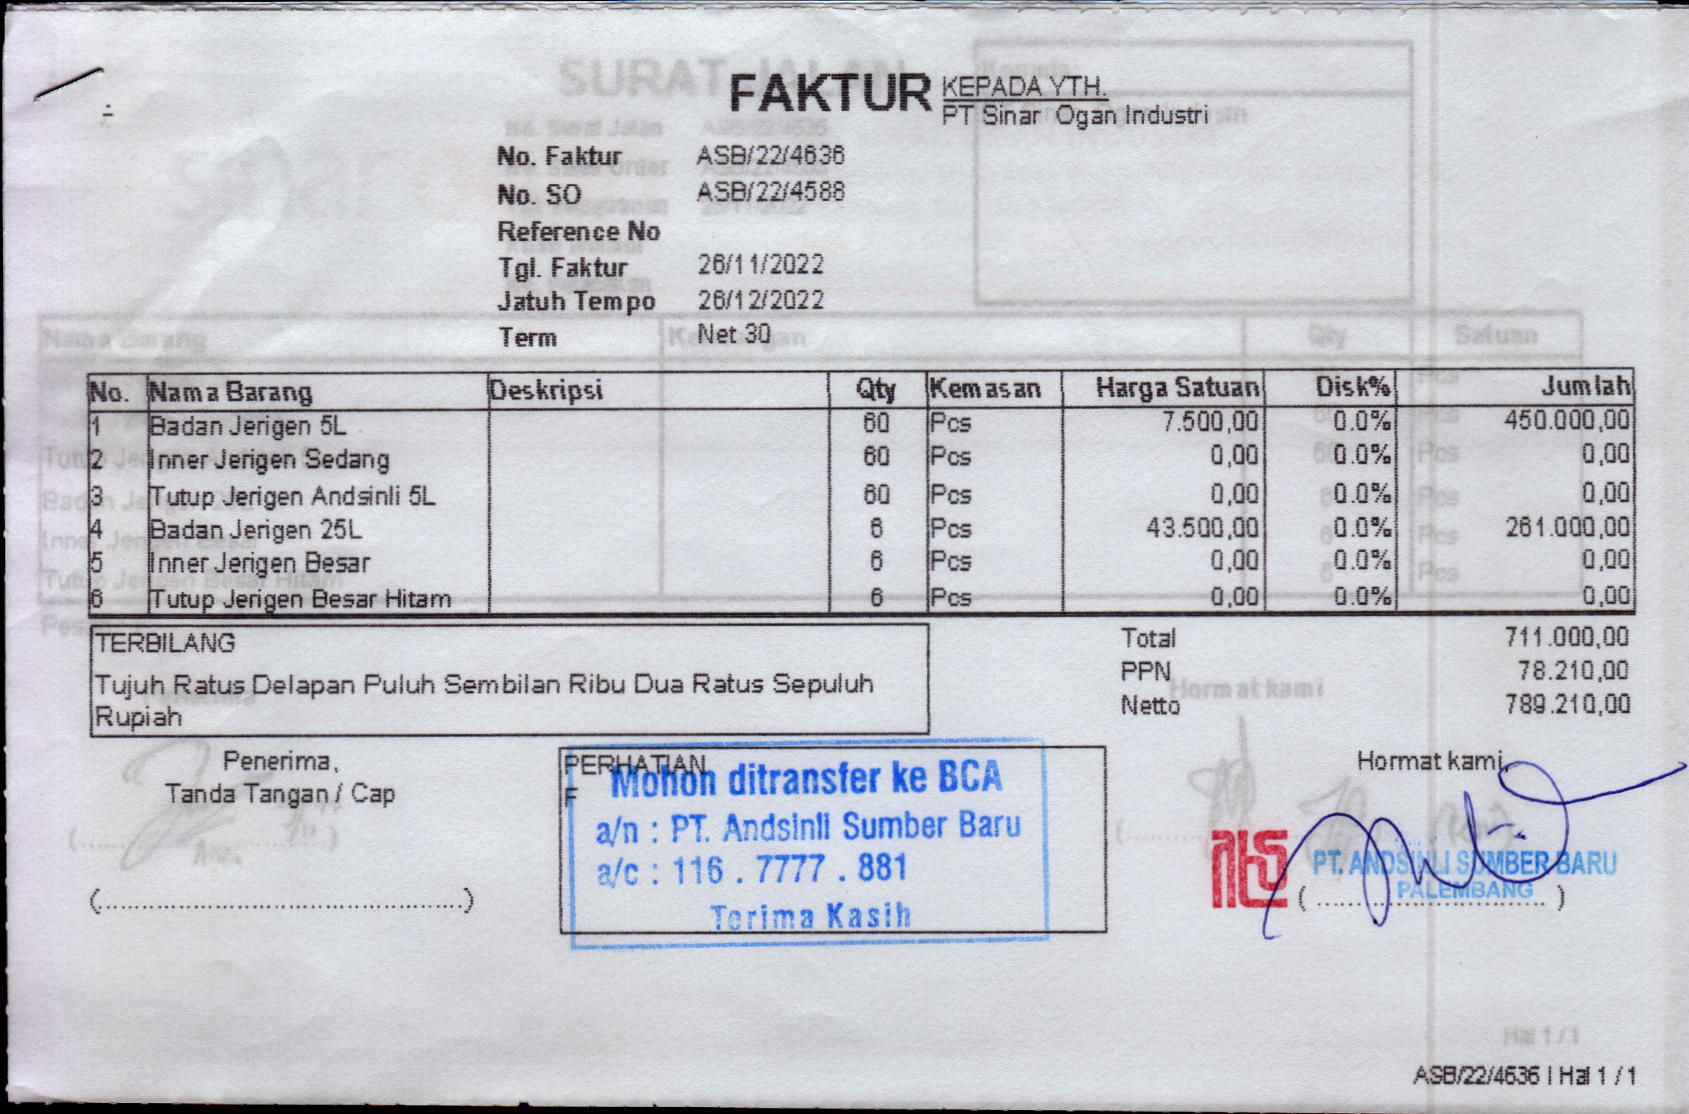 FAKTUR
KEPADA YTH.
PT Sinar Ogan Industri
No. Faktur ASB/22/4636
No. SO ASB/22/4588
Reference No
Tgl. Faktur 26/11/2022
Jatuh Tempo 26/12/2022
Term Net 30
No. Nama Barang Deskripsi Qty Kemasan Harga Satuan Disk% Jumlah
1 Badan Jerigen 5L 60 Pcs 7.500,00 0.0% 450.000,00
2 Inner Jerigen Sedang 60 Pcs 0,00 0.0% 0,00
3 Tutup Jerigen Andsinli 5L 60 Pcs 0,00 0.0% 0,00
4 Badan Jerigen 25L 6 Pcs 43.500,00 0.0% 261.000,00
5 Inner Jerigen Besar 6 Pcs 0,00 0.0% 0,00
6 Tutup Jerigen Besar Hitam 6 Pcs 0,00 0.0% 0,00
TERBILANG
Tujuh Ratus Delapan Puluh Sembilan Ribu Dua Ratus Sepuluh
Rupiah
Total 711.000,00
PPN 78.210,00
Netto 789.210,00
Penerima,
Tanda Tangan / Cap
(............................................)
PERHATIAN
F
Mohon ditransfer ke BCA
a/n : PT. Andsinli Sumber Baru
a/c : 116 . 7777 . 881
Terima Kasih
Hormat kami,
PT. ANDSINLI SUMBER BARU
PALEMBANG
(............................)
ASB/22/4636 | Hal 1 / 1